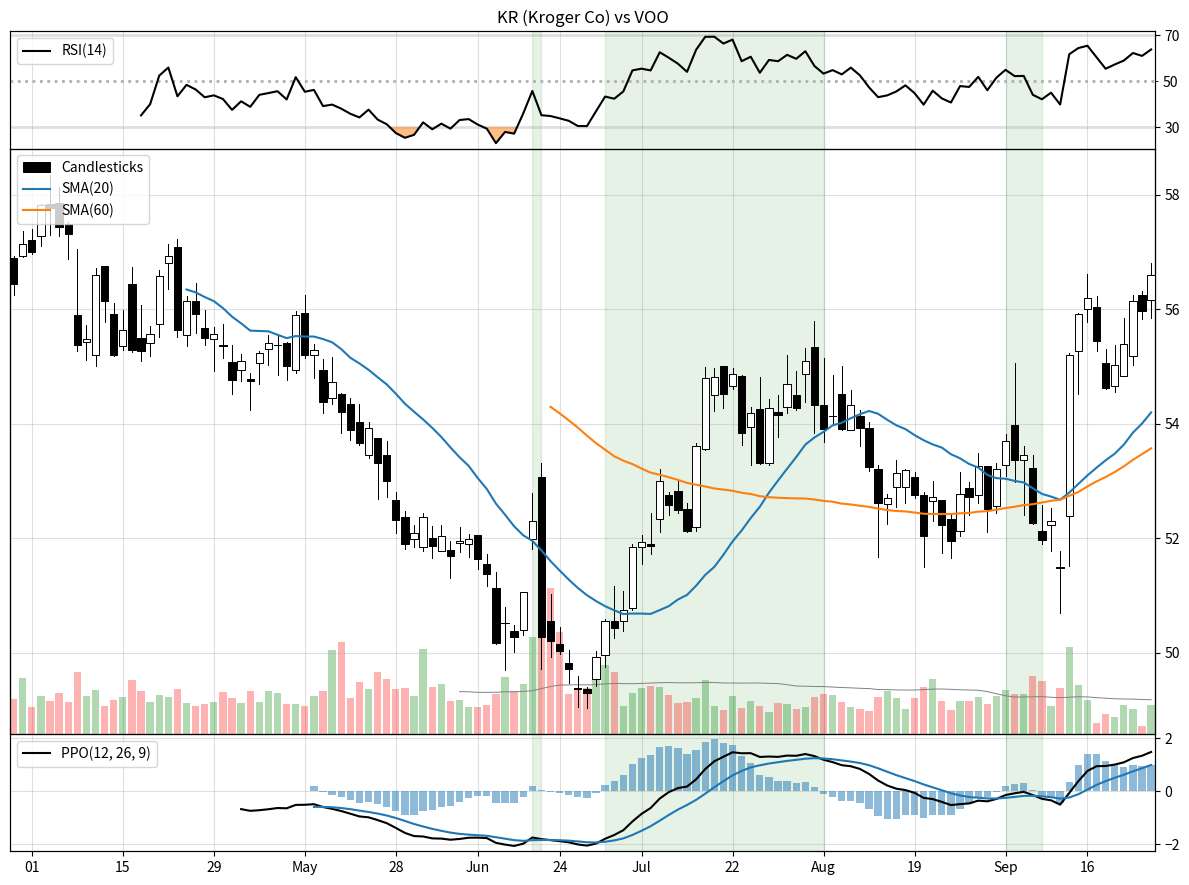 KR (Kroger Co) vs VOO
RSI(14)
70
50
30
Candlesticks
SMA(20)
SMA(60)
58
56
54
52
50
PPO(12, 26, 9)
2
0
−2
01 15 29 May 28 Jun 24 Jul 22 Aug 19 Sep 16